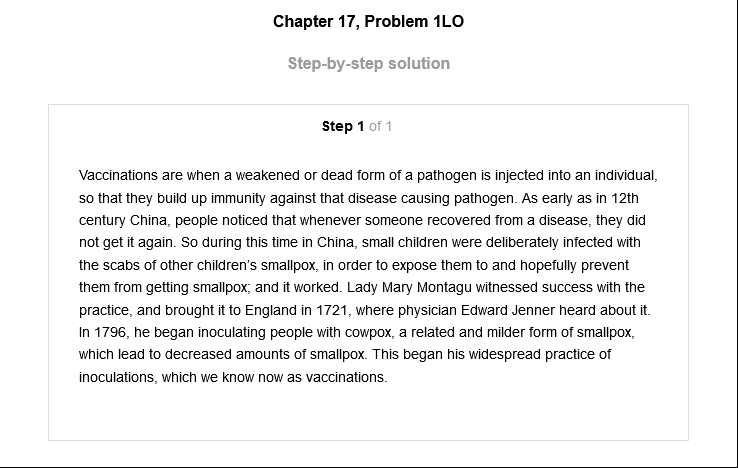 Chapter 17, Problem 1LO
Step-by-step solution
Step 1 of 1
Vaccinations are when a weakened or dead form of a pathogen is injected into an individual,
so that they build up immunity against that disease causing pathogen. As early as in 12th
century China, people noticed that whenever someone recovered from a disease, they did
not get it again. So during this time in China, small children were deliberately infected with
the scabs of other children's smallpox, in order to expose them to and hopefully prevent
them from getting smallpox; and it worked. Lady Mary Montagu witnessed success with the
practice, and brought it to England in 1721, where physician Edward Jenner heard about it.
In 1796, he began inoculating people with cowpox, a related and milder form of smallpox,
which lead to decreased amounts of smallpox. This began his widespread practice of
inoculations, which we know now as vaccinations.